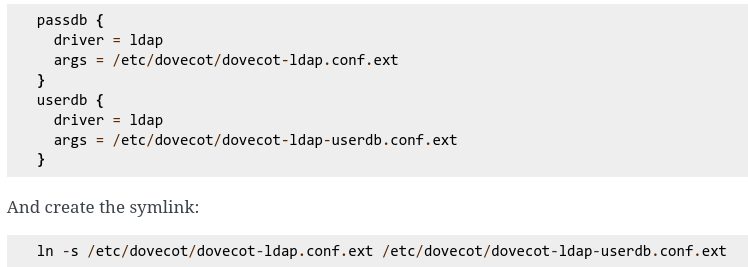 passdb {
  driver = ldap
  args = /etc/dovecot/dovecot-ldap.conf.ext
}
userdb {
  driver = ldap
  args = /etc/dovecot/dovecot-ldap-userdb.conf.ext
}
And create the symlink:
ln -s /etc/dovecot/dovecot-ldap.conf.ext /etc/dovecot/dovecot-ldap-userdb.conf.ext